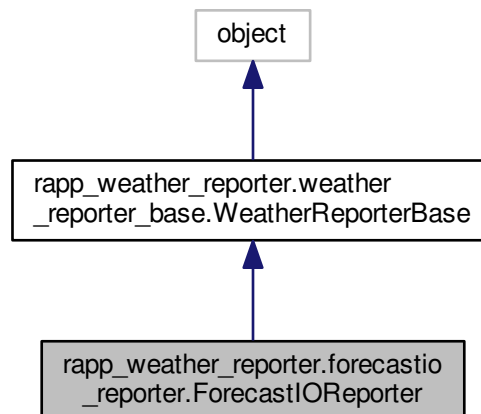 object
rapp_weather_reporter.weather
_reporter_base.WeatherReporterBase
rapp_weather_reporter.forecastio
_reporter.ForecastIOReporter